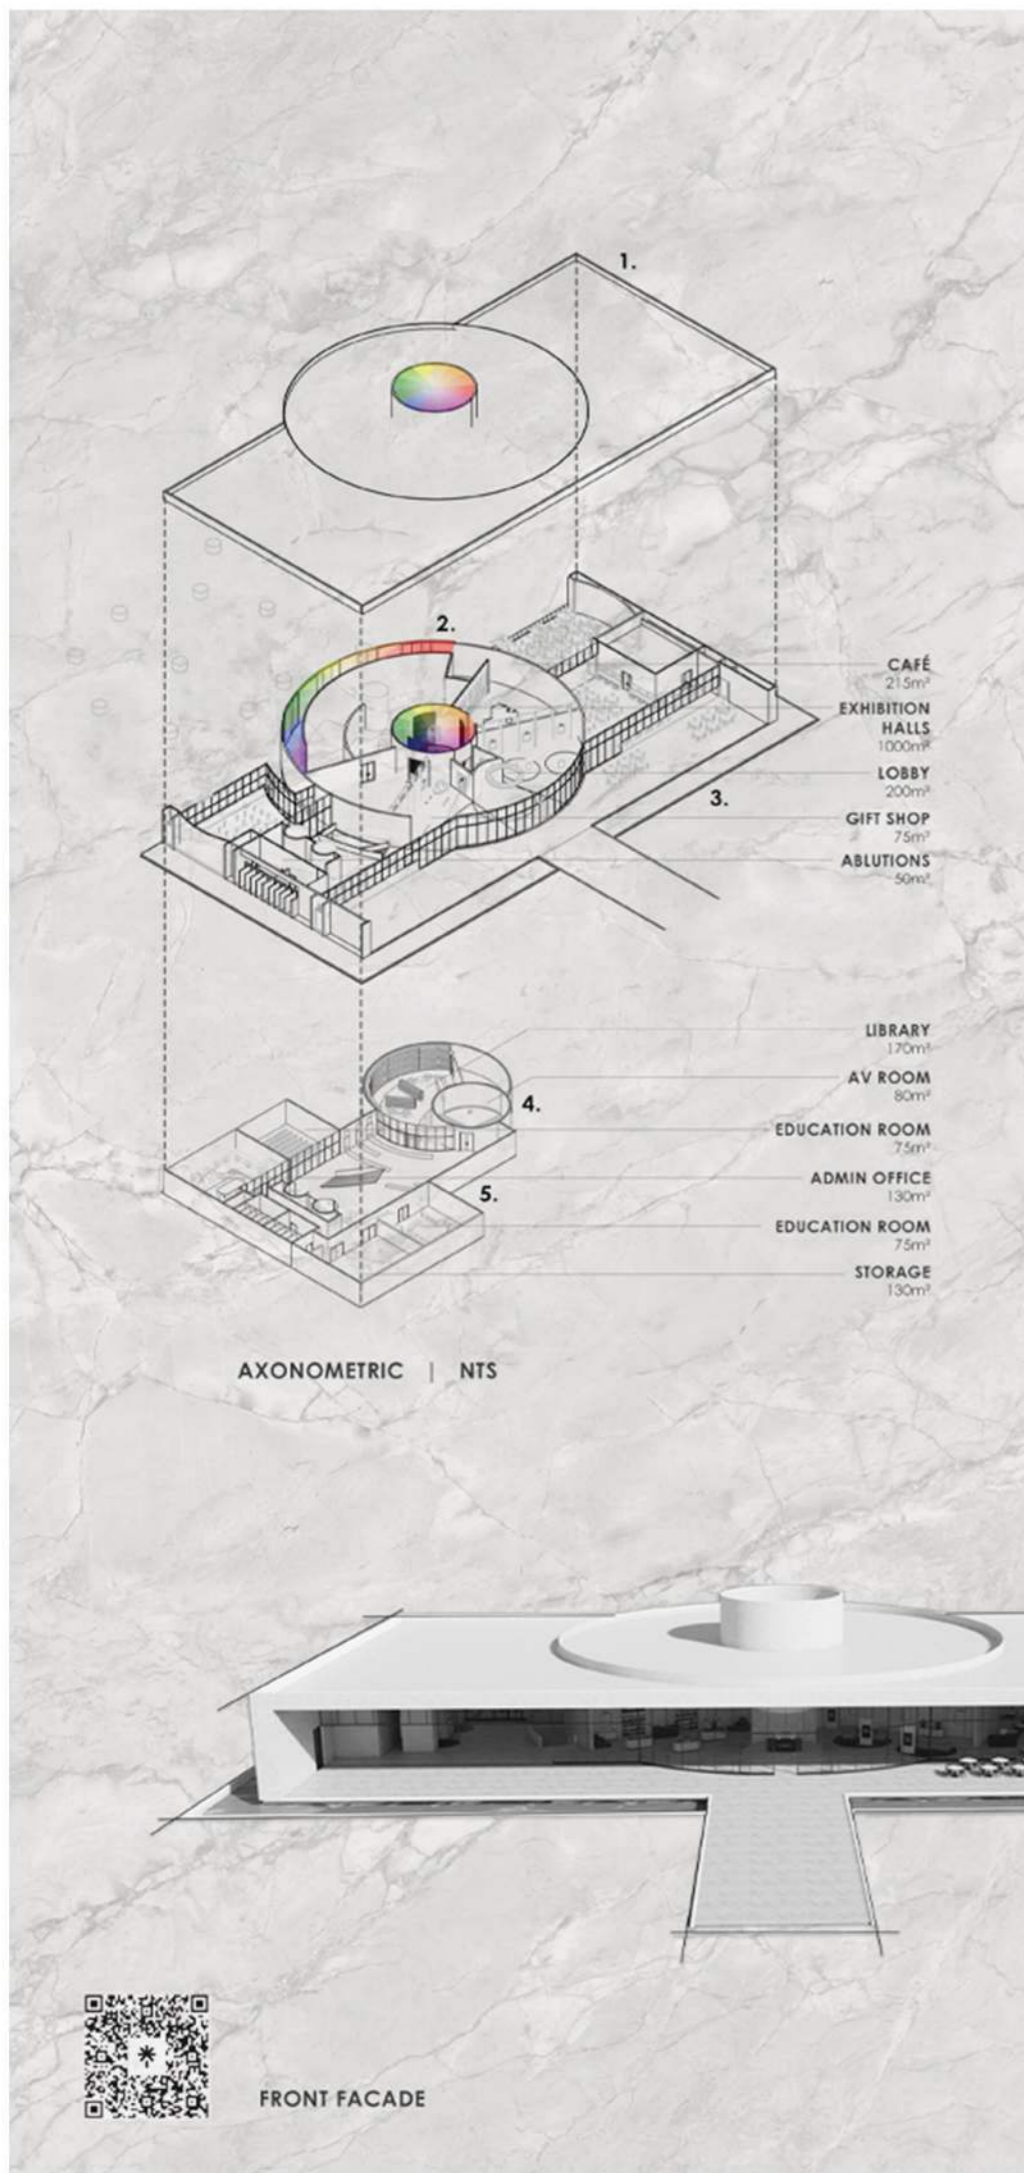 1.
2.
CAFÉ
215m²
EXHIBITION
HALLS
1000m²
LOBBY
200m²
3.
GIFT SHOP
75m²
ABLUTIONS
50m²
LIBRARY
170m²
AV ROOM
80m²
4.
EDUCATION ROOM
75m²
ADMIN OFFICE
130m²
5.
EDUCATION ROOM
75m²
STORAGE
130m²
AXONOMETRIC | NTS
FRONT FACADE